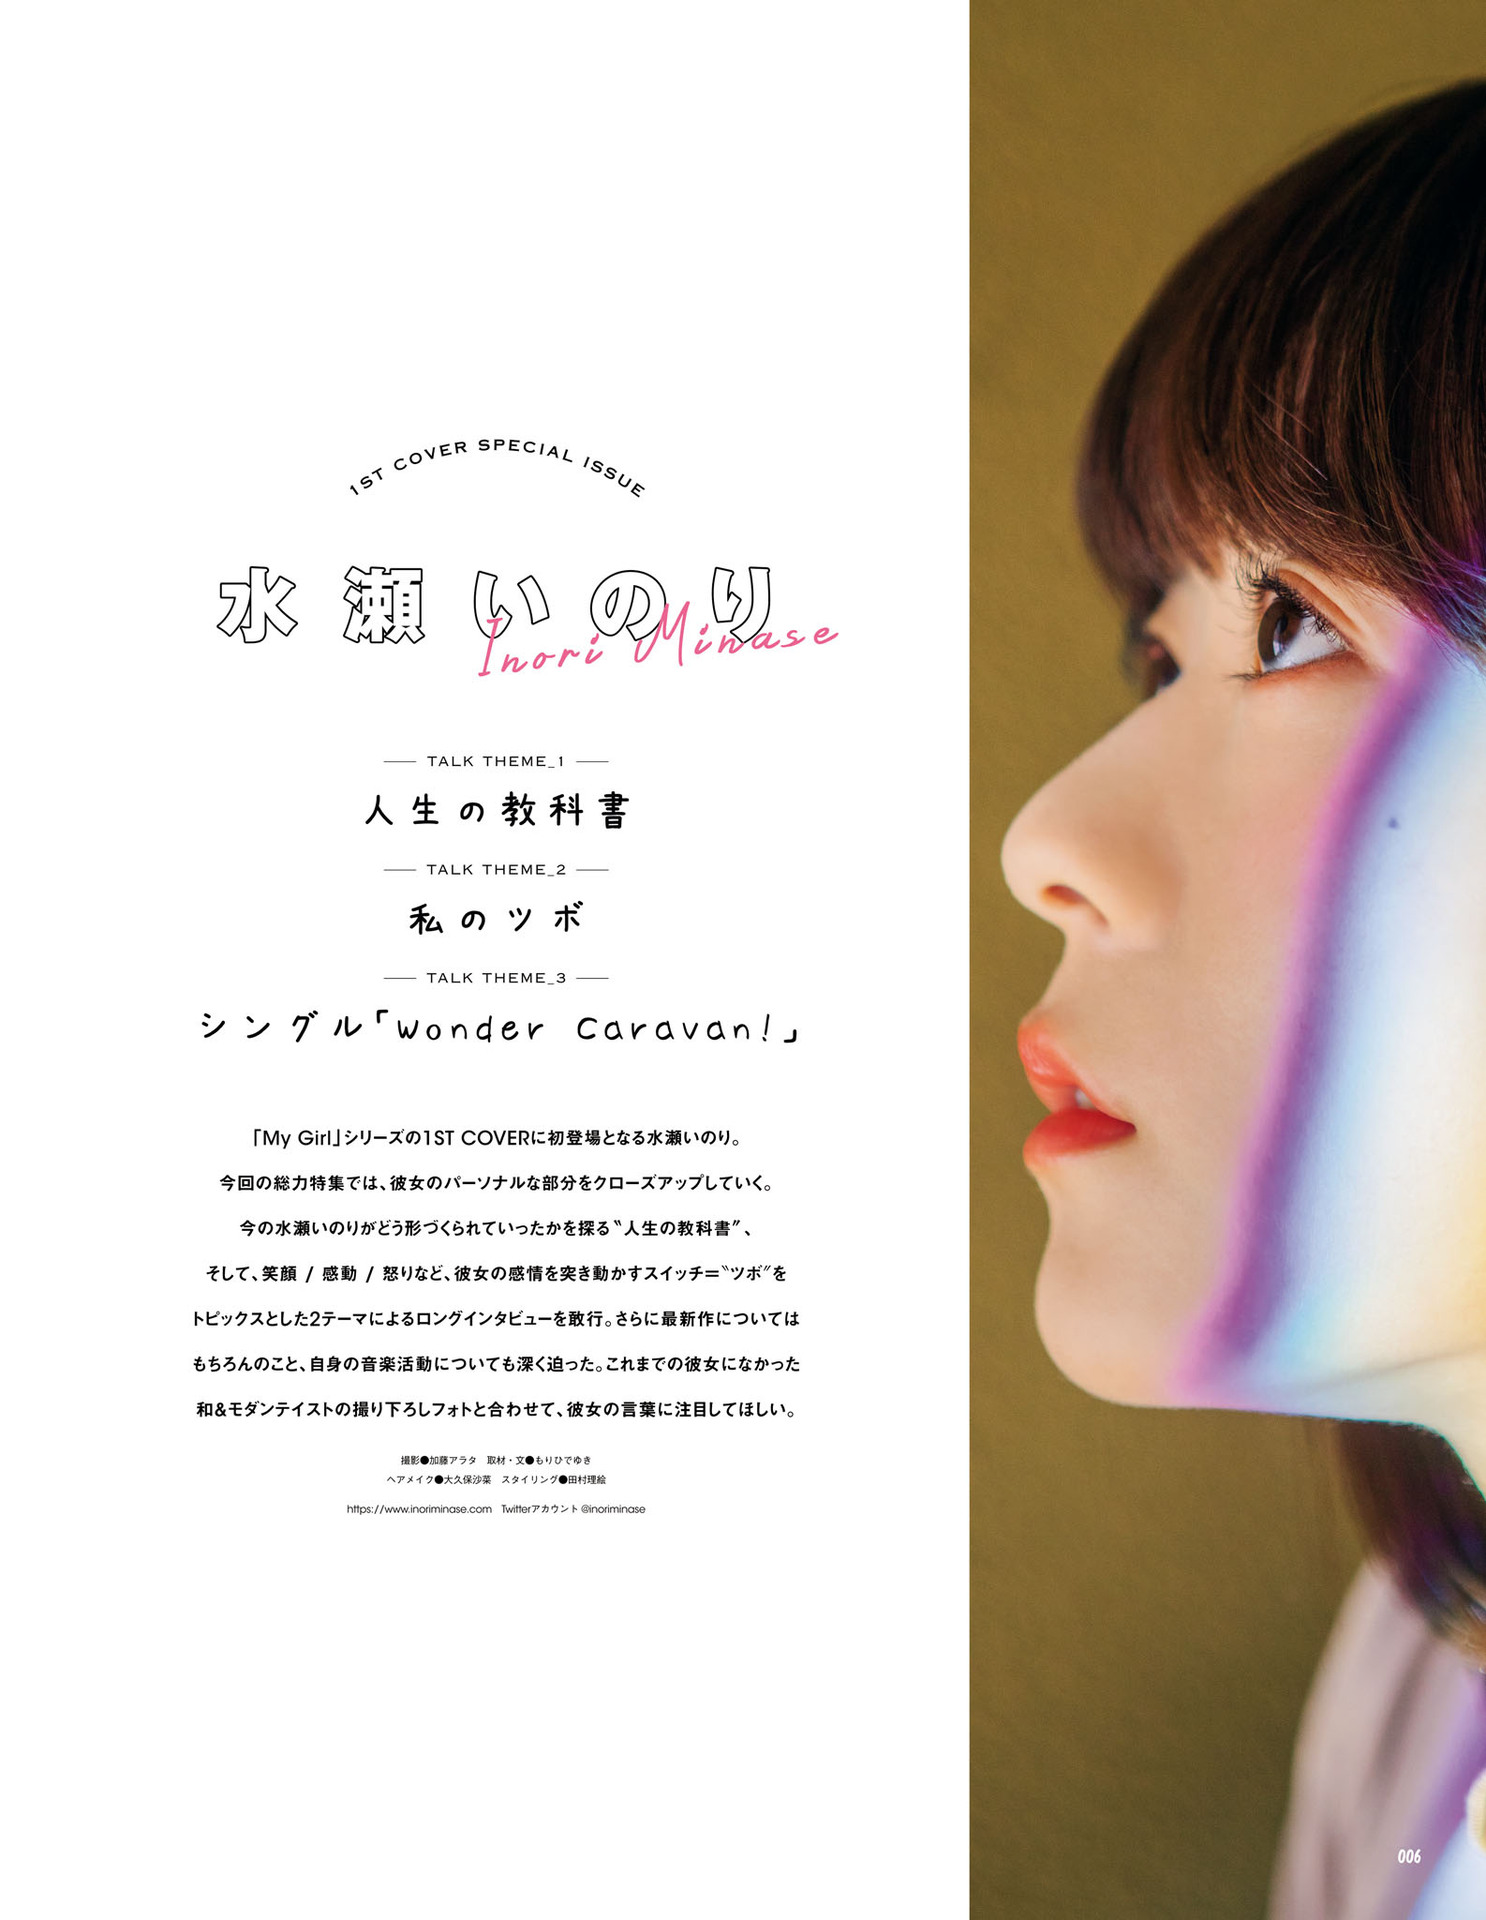 1ST COVER SPECIAL ISSUE
水瀬いのり
Inori Minase
TALK THEME_1
人生の教科書
TALK THEME_2
私のツボ
TALK THEME_3
シングル「Wonder Caravan!」
「My Girl」シリーズの1ST COVERに初登場となる水瀬いのり。
今回の総力特集では、彼女のパーソナルな部分をクローズアップしていく。
今の水瀬いのりがどう形づくられていったかを探る〝人生の教科書〟、
そして、笑顔 / 感動 / 怒りなど、彼女の感情を突き動かすスイッチ=〝ツボ〟を
トピックスとした2テーマによるロングインタビューを敢行。さらに最新作については
もちろんのこと、自身の音楽活動についても深く迫った。これまでの彼女になかった
和&モダンテイストの撮り下ろしフォトと合わせて、彼女の言葉に注目してほしい。
撮影●加藤アラタ　取材・文●もりひでゆき
ヘアメイク●大久保沙菜　スタイリング●田村理絵
https://www.inoriminase.com　Twitterアカウント @inoriminase
006